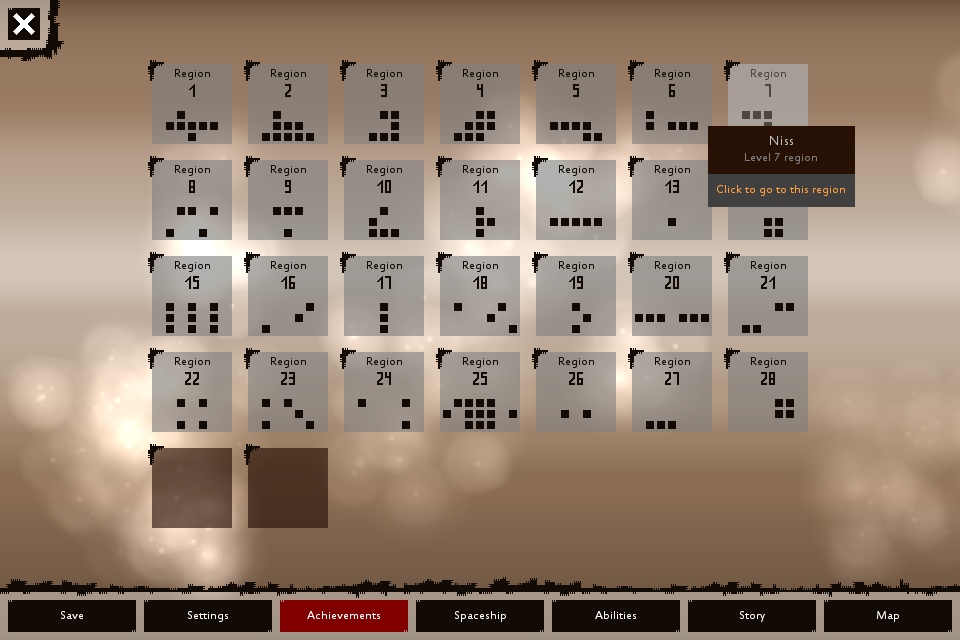 Region
1
Region
2
Region
3
Region
4
Region
5
Region
6
Region
7
Niss
Level 7 region
Click to go to this region
Region
8
Region
9
Region
10
Region
11
Region
12
Region
13
Region
15
Region
16
Region
17
Region
18
Region
19
Region
20
Region
21
Region
22
Region
23
Region
24
Region
25
Region
26
Region
27
Region
28
Save
Settings
Achievements
Spaceship
Abilities
Story
Map